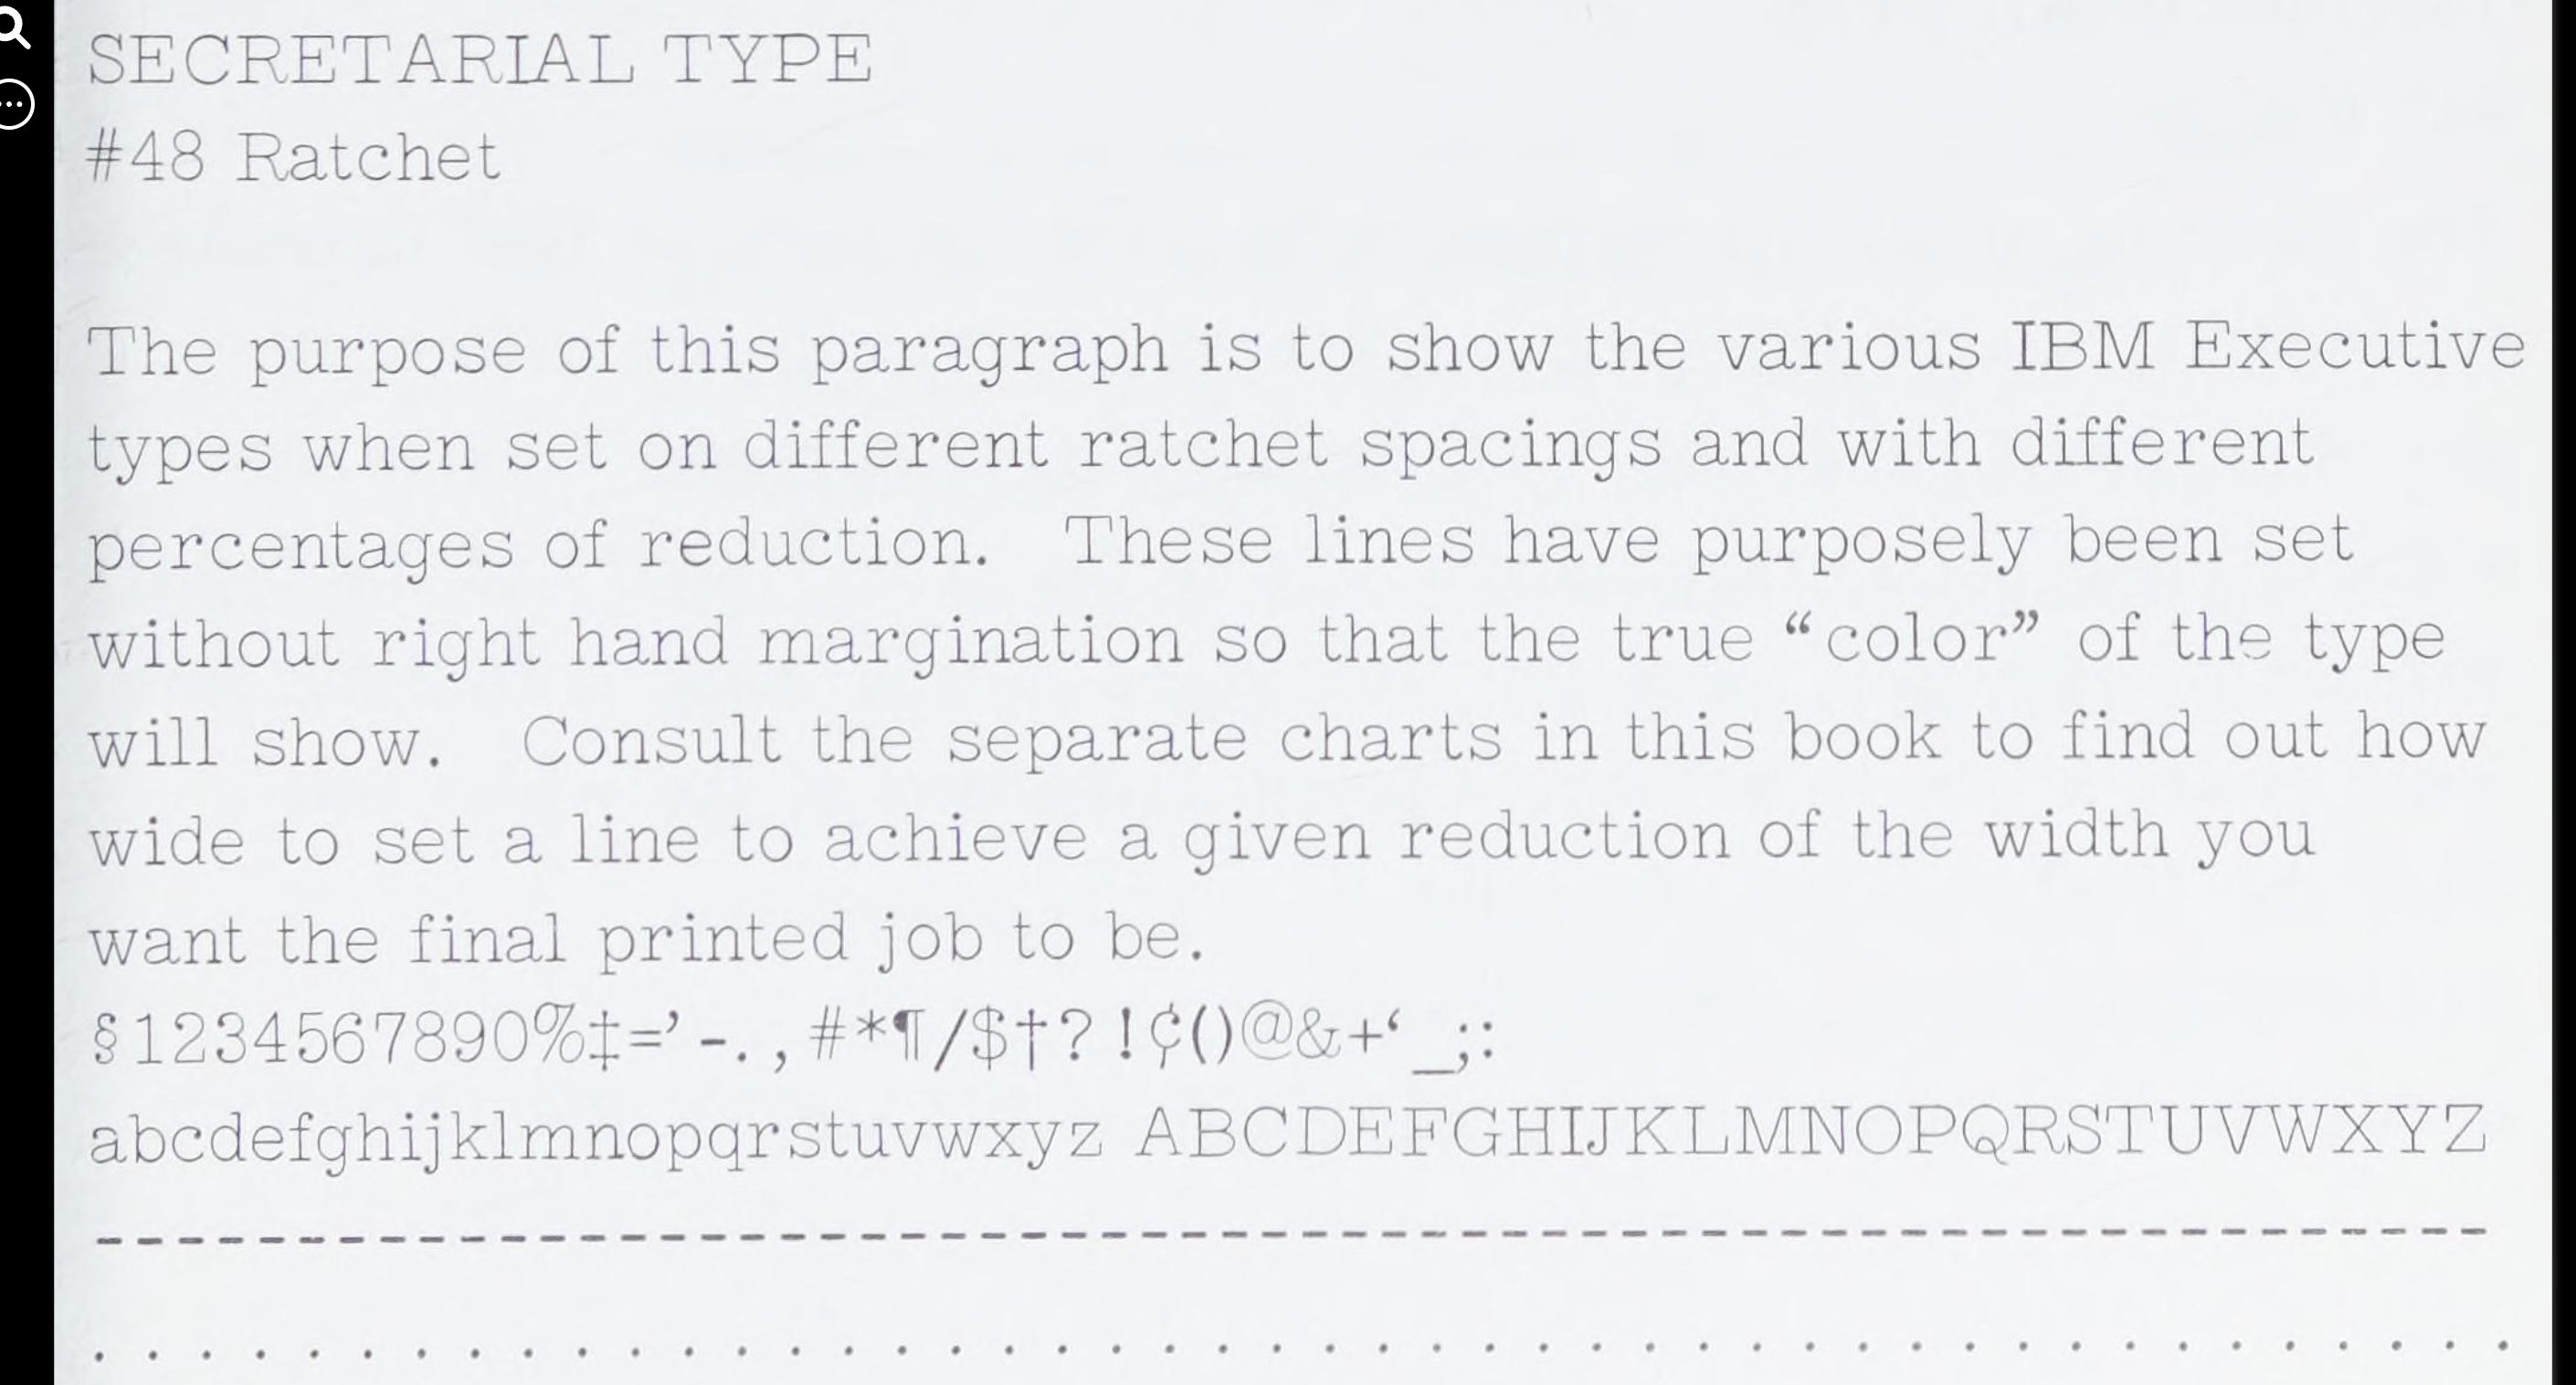 SECRETARIAL TYPE
#48 Ratchet
The purpose of this paragraph is to show the various IBM Executive
types when set on different ratchet spacings and with different
percentages of reduction.  These lines have purposely been set
without right hand margination so that the true “color” of the type
will show.  Consult the separate charts in this book to find out how
wide to set a line to achieve a given reduction of the width you
want the final printed job to be.
§1234567890%‡=’-.,#*¶/$†?!¢()@&+‘_;:
abcdefghijklmnopqrstuvwxyz ABCDEFGHIJKLMNOPQRSTUVWXYZ
------------------------------------------------------------
. . . . . . . . . . . . . . . . . . . . . . . . . . . . . . . . . . . . . . . . . . . . . .